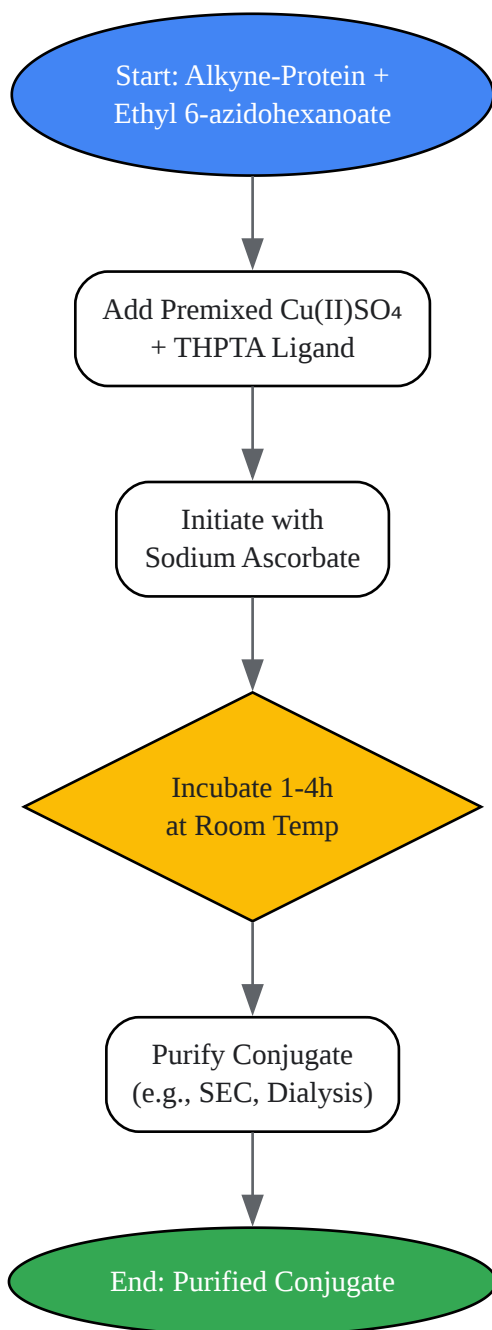 Start: Alkyne-Protein +
Ethyl 6-azidohexanoate
Add Premixed Cu(II)SO₄
+ THPTA Ligand
Initiate with
Sodium Ascorbate
Incubate 1-4h
at Room Temp
Purify Conjugate
(e.g., SEC, Dialysis)
End: Purified Conjugate